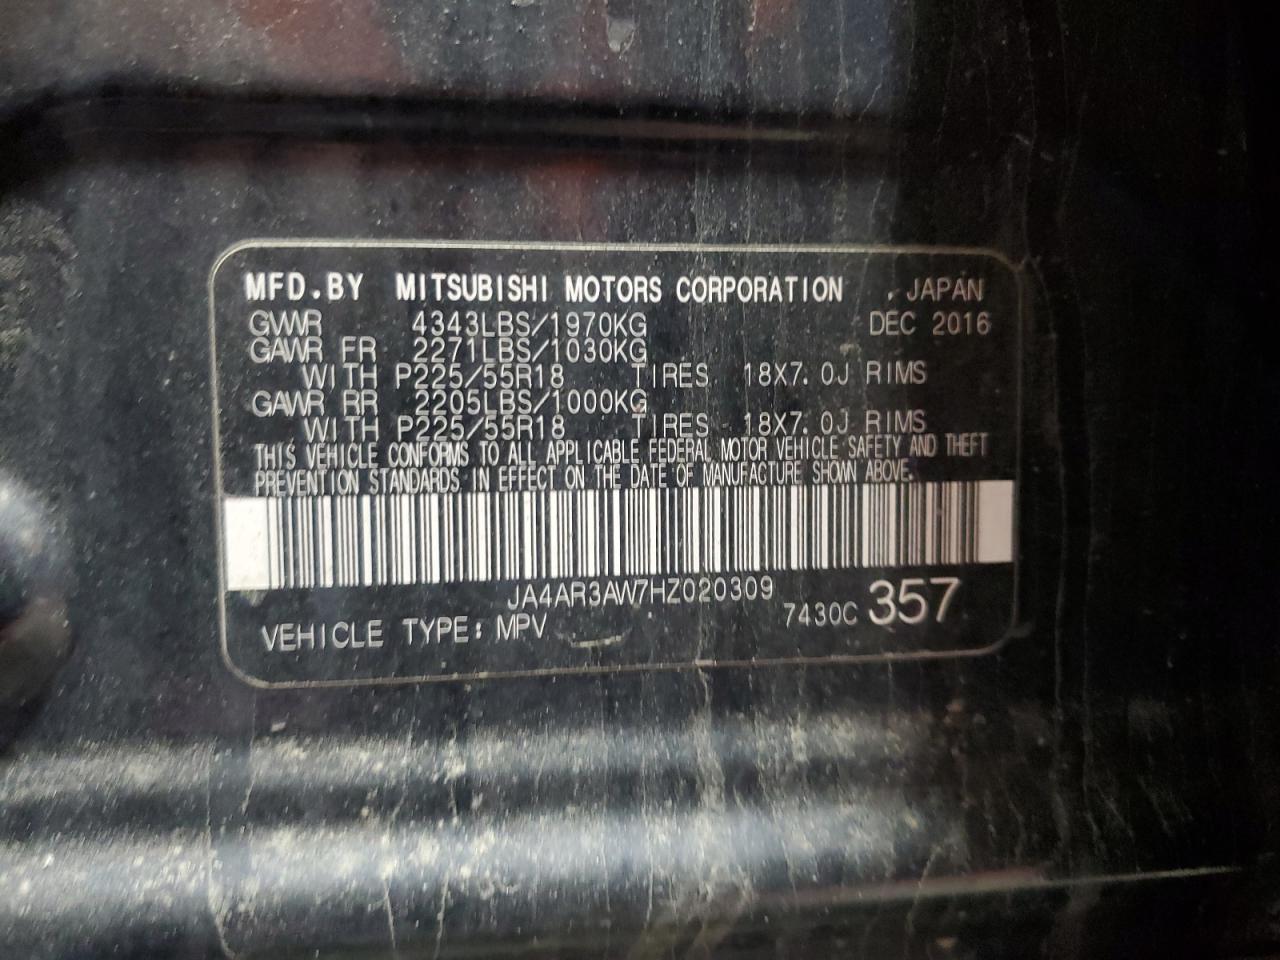 MFD.BY MITSUBISHI MOTORS CORPORATION , JAPAN
GVWR 4343LBS/1970KG DEC 2016
GAWR FR 2271LBS/1030KG
WITH P225/55R18 TIRES, 18X7.0J RIMS
GAWR RR 2205LBS/1000KG
WITH P225/55R18 TIRES, 18X7.0J RIMS
THIS VEHICLE CONFORMS TO ALL APPLICABLE FEDERAL MOTOR VEHICLE SAFETY AND THEFT
PREVENTION STANDARDS IN EFFECT ON THE DATE OF MANUFACTURE SHOWN ABOVE.
JA4AR3AW7HZ020309
VEHICLE TYPE: MPV 7430C 357